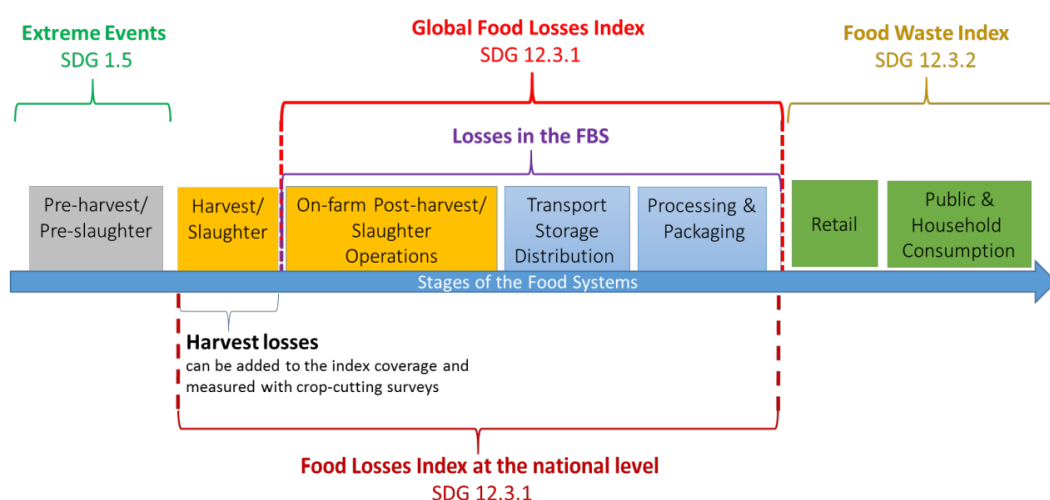 Extreme Events
SDG 1.5
Global Food Losses Index
SDG 12.3.1
Food Waste Index
SDG 12.3.2
Losses in the FBS
Pre-harvest/
Pre-slaughter
Harvest/
Slaughter
On-farm Post-harvest/
Slaughter
Operations
Transport
Storage
Distribution
Processing &
Packaging
Retail
Public &
Household
Consumption
Stages of the Food Systems
Harvest losses
can be added to the index coverage and
measured with crop-cutting surveys
Food Losses Index at the national level
SDG 12.3.1